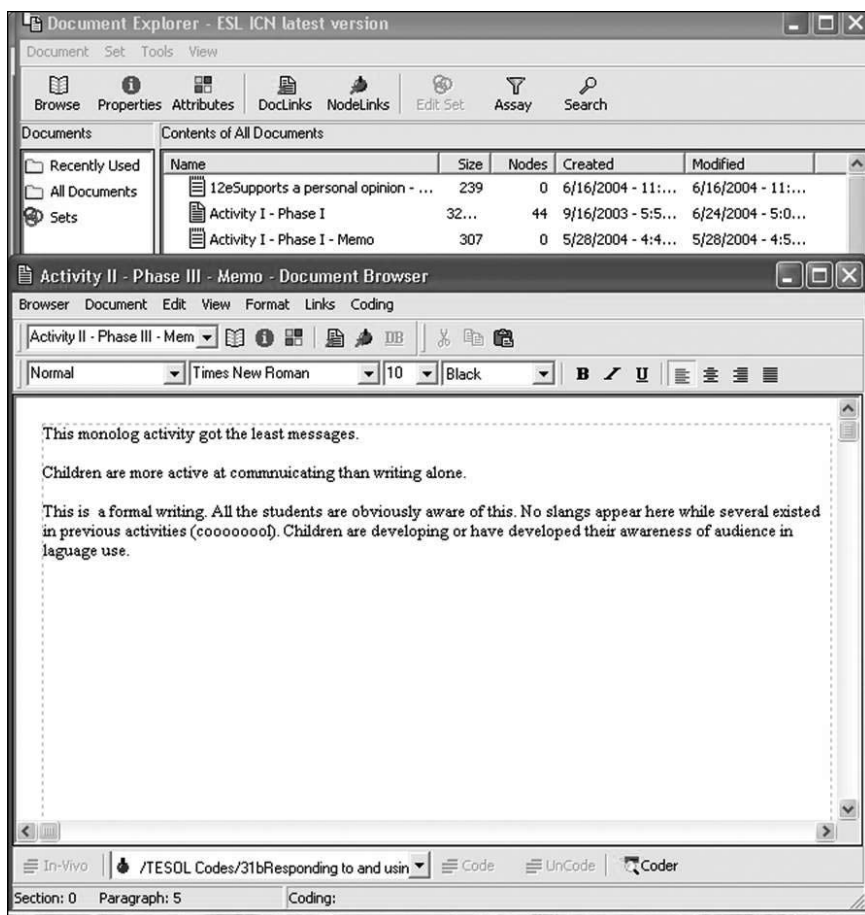 Document Explorer - ESL ICN latest version
Document Set Tools View
Browse Properties Attributes DocLinks NodeLinks Edit Set Assay Search
Documents Contents of All Documents
Recently Used Name Size Nodes Created Modified
All Documents 12eSupports a personal opinion - ... 239 0 6/16/2004 - 11:... 6/16/2004 - 11:...
Sets Activity I - Phase I 32... 44 9/16/2003 - 5:5... 6/24/2004 - 5:0...
Activity I - Phase I - Memo 307 0 5/28/2004 - 4:4... 5/28/2004 - 4:5...
Activity II - Phase III - Memo - Document Browser
Browser Document Edit View Format Links Coding
Activity II - Phase III - Mem DB
Normal Times New Roman 10 Black B I U
This monolog activity got the least messages.
Children are more active at commnuicating than writing alone.
This is a formal writing. All the students are obviously aware of this. No slangs appear here while several existed
in previous activities (coooooool). Children are developing or have developed their awareness of audience in
laguage use.
In-Vivo /TESOL Codes/31bResponding to and usin Code UnCode Coder
Section: 0 Paragraph: 5 Coding: